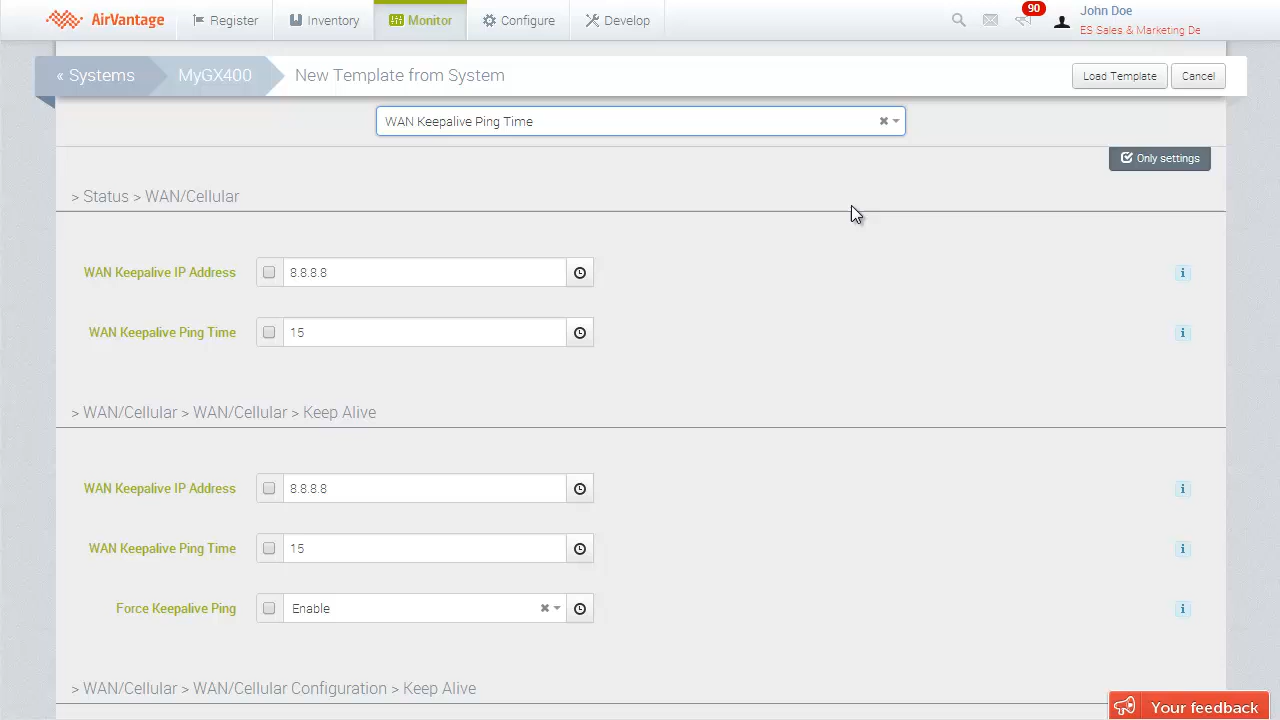 AirVantage Register Inventory Monitor Configure Develop 90 John Doe
ES Sales & Marketing De
« Systems MyGX400 New Template from System Load Template Cancel
WAN Keepalive Ping Time
Only settings
> Status > WAN/Cellular
WAN Keepalive IP Address 8.8.8.8
WAN Keepalive Ping Time 15
> WAN/Cellular > WAN/Cellular > Keep Alive
WAN Keepalive IP Address 8.8.8.8
WAN Keepalive Ping Time 15
Force Keepalive Ping Enable
> WAN/Cellular > WAN/Cellular Configuration > Keep Alive
Your feedback